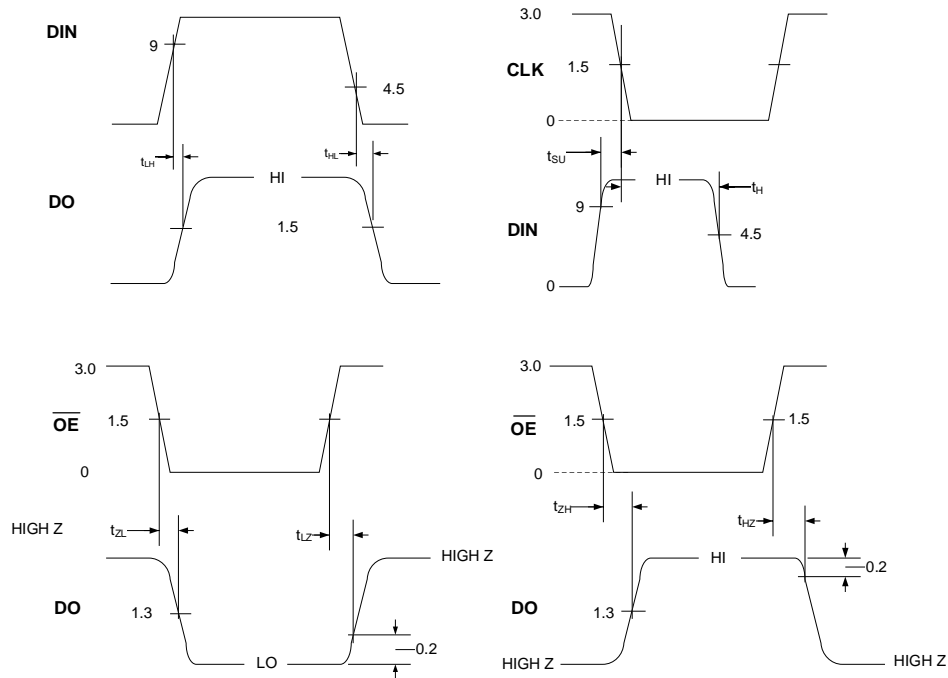 DIN
9
4.5
tLH
tHL
HI
DO
1.5
3.0
CLK
1.5
0
tSU
HI
tH
9
DIN
4.5
0
3.0
OE
1.5
0
HIGH Z
tZL
tLZ
HIGH Z
DO
1.3
0.2
LO
3.0
OE
1.5
1.5
0
tZH
tHZ
HI
0.2
DO
1.3
HIGH Z
HIGH Z